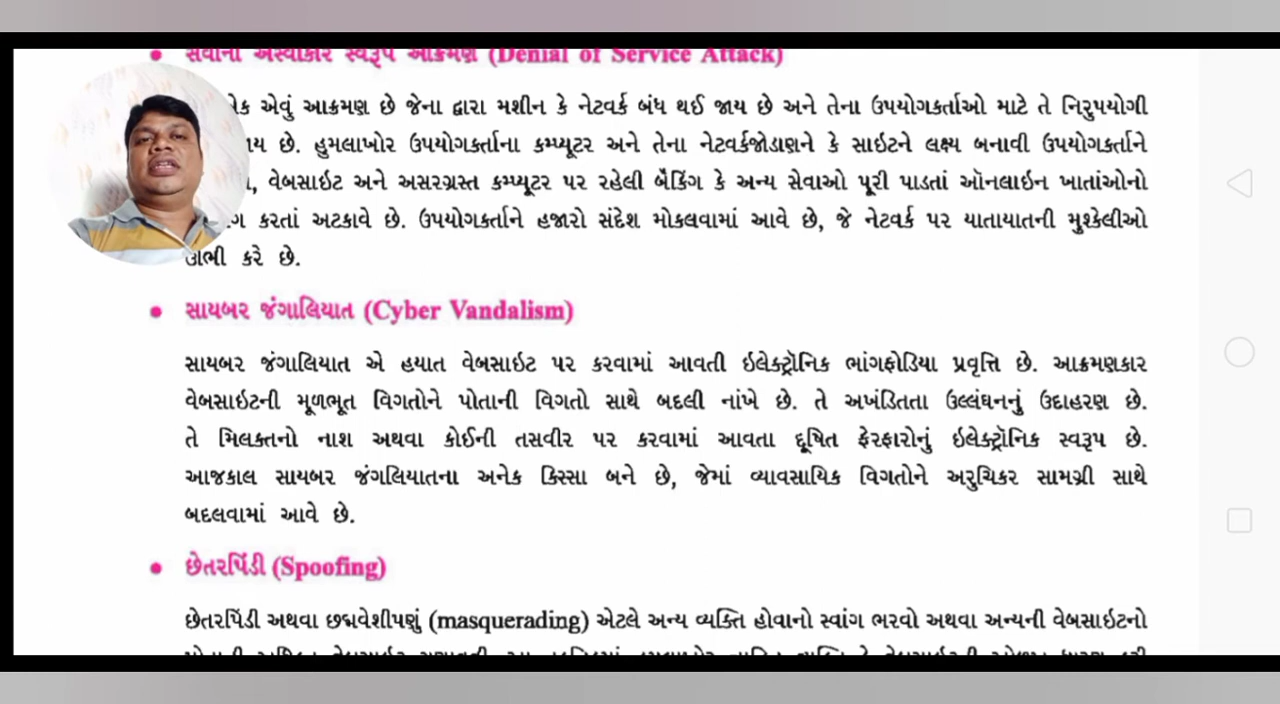 સેવાનો અસ્વીકાર સ્વરૂપ આક્રમણ (Denial of Service Attack)
એવું આક્રમણ છે જેના દ્વારા મશીન કે નેટવર્ક બંધ થઈ જાય છે અને તેના ઉપયોગકર્તાઓ માટે તે નિરુપયોગી
છે. હુમલાખોર ઉપયોગકર્તાના કમ્પ્યૂટર અને તેના નેટવર્કજોડાણને કે સાઇટને લક્ષ્ય બનાવી ઉપયોગકર્તાને
વેબસાઇટ અને અસરગ્રસ્ત કમ્પ્યૂટર પર રહેલી બૅંકિંગ કે અન્ય સેવાઓ પૂરી પાડતાં ઑનલાઇન ખાતાંઓનો
કરતાં અટકાવે છે. ઉપયોગકર્તાને હજારો સંદેશ મોકલવામાં આવે છે, જે નેટવર્ક પર યાતાયાતની મુશ્કેલીઓ
ઊભી કરે છે.
• સાયબર જંગાલિયાત (Cyber Vandalism)
સાયબર જંગાલિયાત એ હયાત વેબસાઇટ પર કરવામાં આવતી ઇલેક્ટ્રૉનિક ભાંગફોડિયા પ્રવૃત્તિ છે. આક્રમણકાર
વેબસાઇટની મૂળભૂત વિગતોને પોતાની વિગતો સાથે બદલી નાંખે છે. તે અખંડિતતા ઉલ્લંઘનનું ઉદાહરણ છે.
તે મિલકતનો નાશ અથવા કોઈની તસવીર પર કરવામાં આવતા દૂષિત ફેરફારોનું ઇલેક્ટ્રૉનિક સ્વરૂપ છે.
આજકાલ સાયબર જંગલિયાતના અનેક કિસ્સા બને છે, જેમાં વ્યાવસાયિક વિગતોને અરુચિકર સામગ્રી સાથે
બદલવામાં આવે છે.
• છેતરપિંડી (Spoofing)
છેતરપિંડી અથવા છદ્મવેશીપણું (masquerading) એટલે અન્ય વ્યક્તિ હોવાનો સ્વાંગ ભરવો અથવા અન્યની વેબસાઇટનો